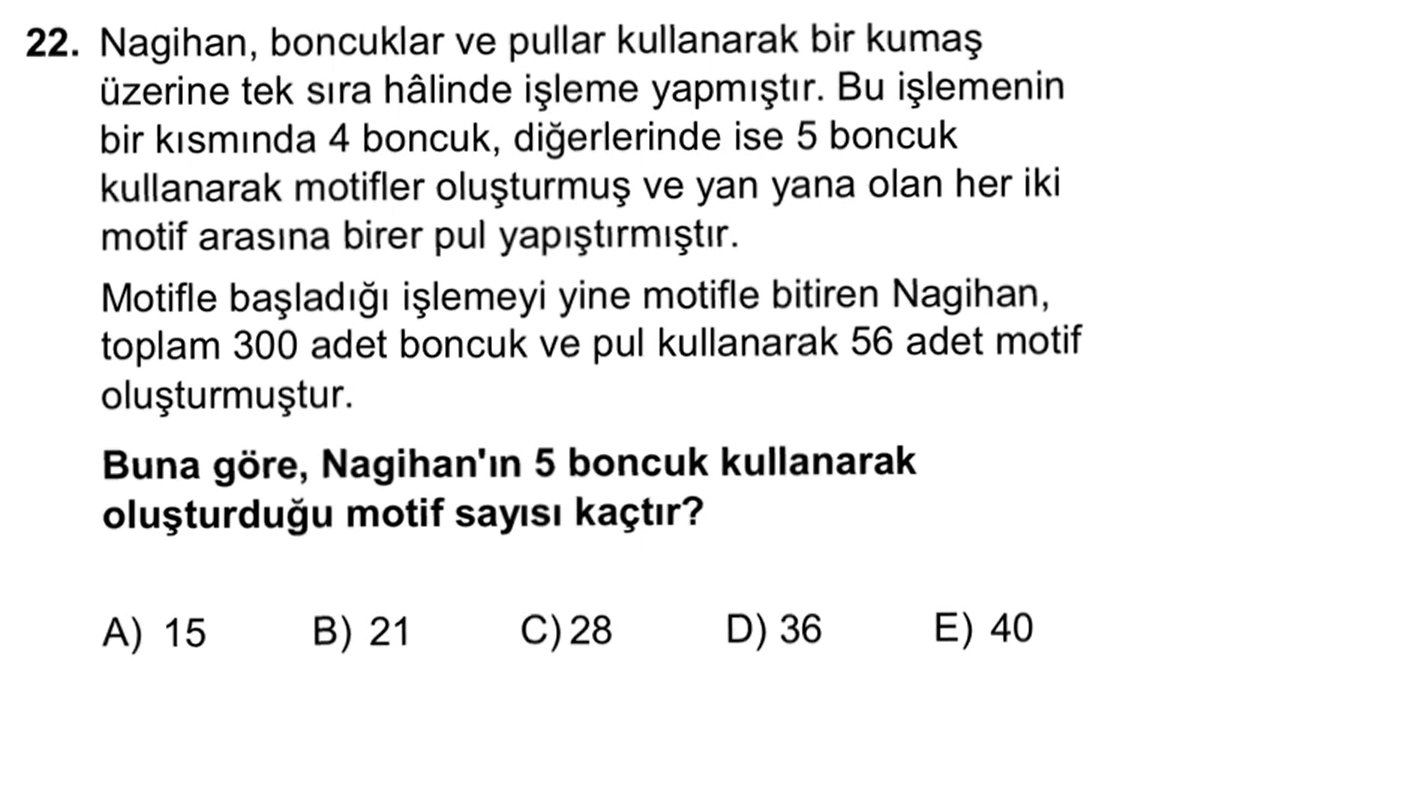 22. Nagihan, boncuklar ve pullar kullanarak bir kumaş
üzerine tek sıra hâlinde işleme yapmıştır. Bu işlemenin
bir kısmında 4 boncuk, diğerlerinde ise 5 boncuk
kullanarak motifler oluşturmuş ve yan yana olan her iki
motif arasına birer pul yapıştırmıştır.
Motifle başladığı işlemeyi yine motifle bitiren Nagihan,
toplam 300 adet boncuk ve pul kullanarak 56 adet motif
oluşturmuştur.
Buna göre, Nagihan'ın 5 boncuk kullanarak
oluşturduğu motif sayısı kaçtır?
A) 15 B) 21 C) 28 D) 36 E) 40